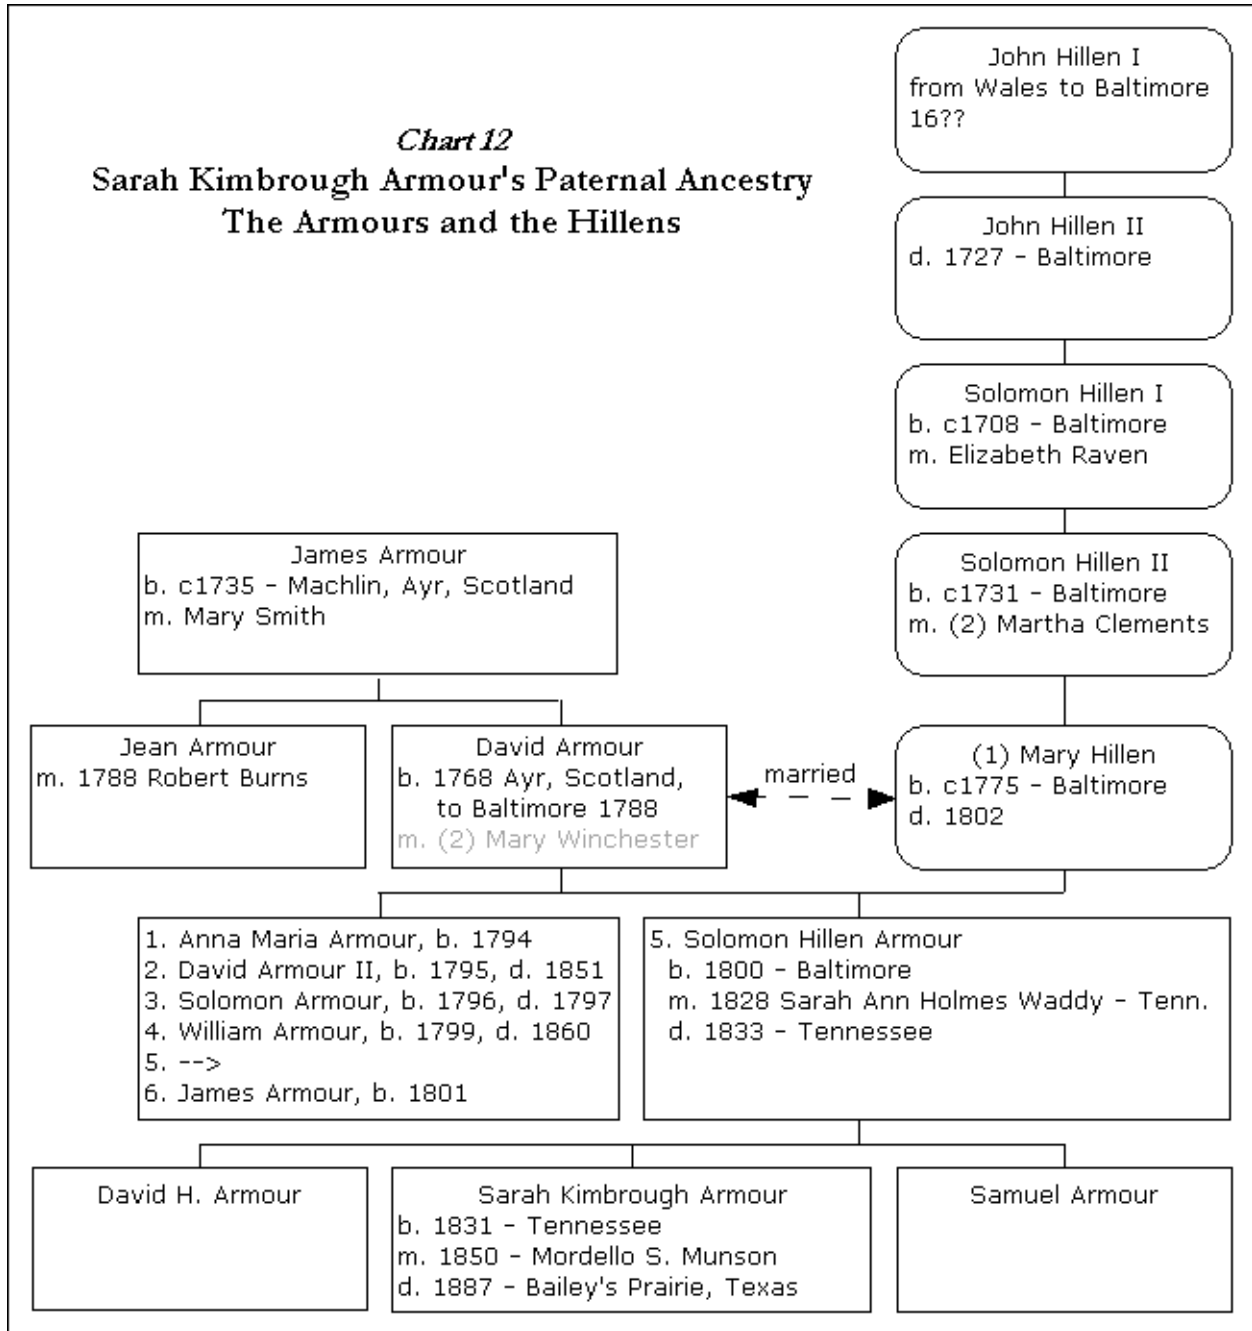 John Hillen I
from Wales to Baltimore
16??
Chart 12
Sarah Kimbrough Armour's Paternal Ancestry
The Armours and the Hillens
John Hillen II
d. 1727 - Baltimore
Solomon Hillen I
b. c1708 - Baltimore
m. Elizabeth Raven
James Armour
b. c1735 - Machlin, Ayr, Scotland
m. Mary Smith
Solomon Hillen II
b. c1731 - Baltimore
m. (2) Martha Clements
Jean Armour
m. 1788 Robert Burns
David Armour
b. 1768 Ayr, Scotland,
to Baltimore 1788
m. (2) Mary Winchester
married
(1) Mary Hillen
b. c1775 - Baltimore
d. 1802
1. Anna Maria Armour, b. 1794
2. David Armour II, b. 1795, d. 1851
3. Solomon Armour, b. 1796, d. 1797
4. William Armour, b. 1799, d. 1860
5. -->
6. James Armour, b. 1801
5. Solomon Hillen Armour
b. 1800 - Baltimore
m. 1828 Sarah Ann Holmes Waddy - Tenn.
d. 1833 - Tennessee
David H. Armour
Sarah Kimbrough Armour
b. 1831 - Tennessee
m. 1850 - Mordello S. Munson
d. 1887 - Bailey's Prairie, Texas
Samuel Armour